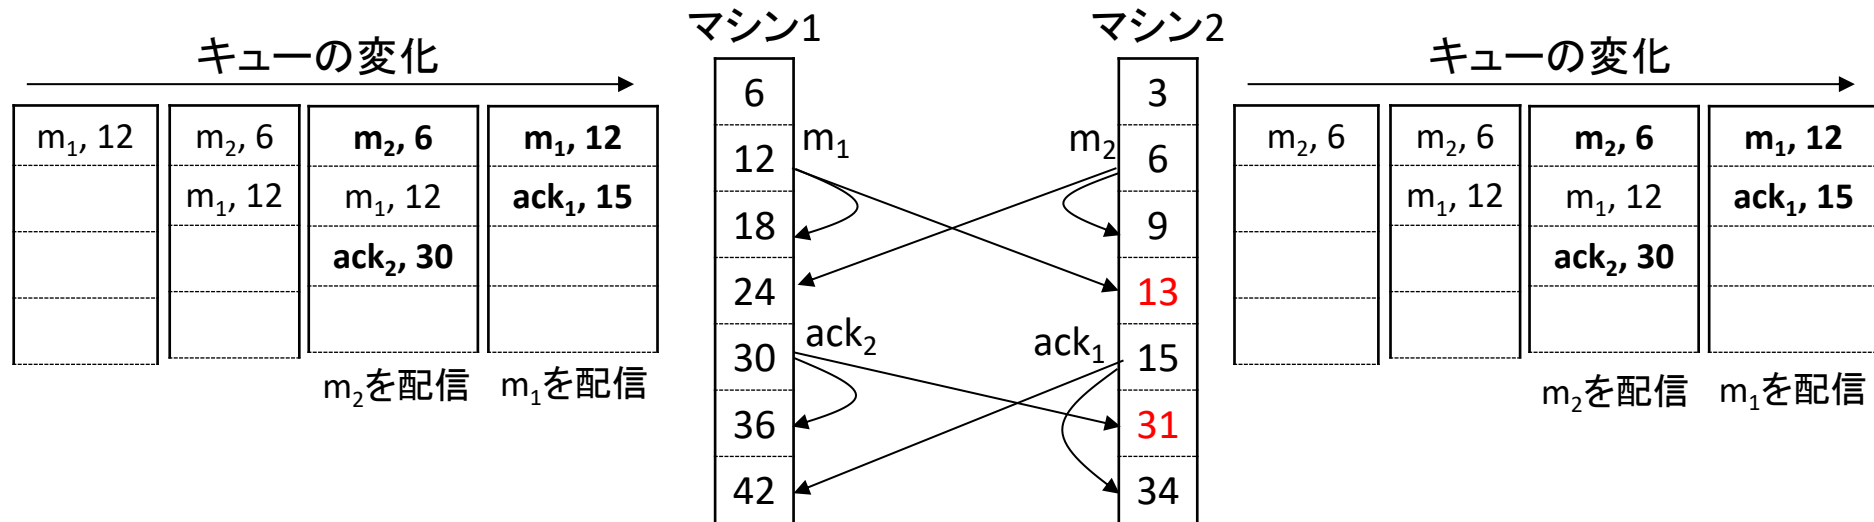 キューの変化
m₁, 12
m₂, 6
m₁, 12
m₂, 6
m₁, 12
ack₂, 30
m₂を配信
m₁, 12
ack₁, 15
m₁を配信
マシン1
6
12
18
24
30
36
42
m₁
ack₂
マシン2
3
6
9
13
15
31
34
m₂
ack₁
キューの変化
m₂, 6
m₂, 6
m₁, 12
m₂, 6
m₁, 12
ack₂, 30
m₂を配信
m₁, 12
ack₁, 15
m₁を配信